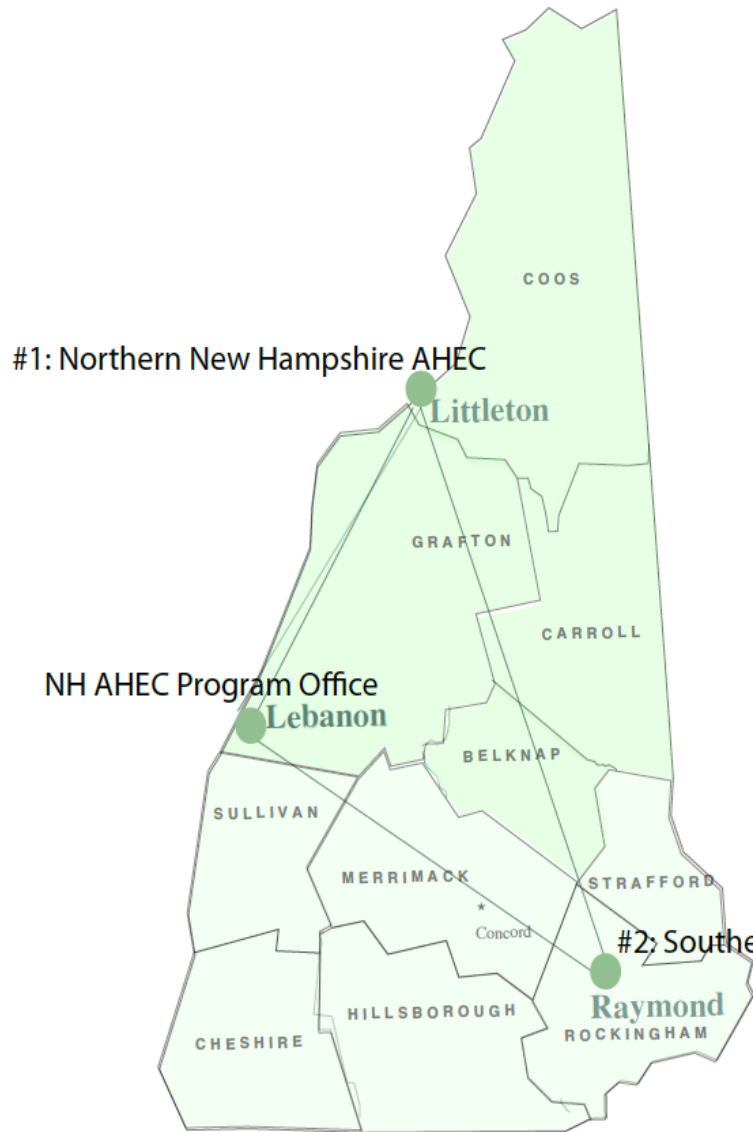 COOS
#1: Northern New Hampshire AHEC
Littleton
GRAFTON
CARROLL
NH AHEC Program Office
Lebanon
BELKNAP
SULLIVAN
MERRIMACK
STRAFFORD
Concord
#2: Southe
Raymond
HILLSBOROUGH
ROCKINGHAM
CHESHIRE